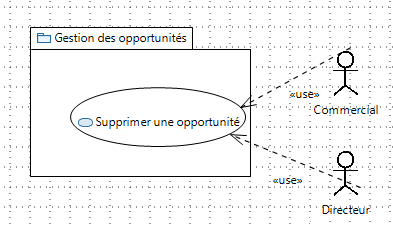 Gestion des opportunités
«use»
Commercial
Supprimer une opportunité
«use»
Directeur